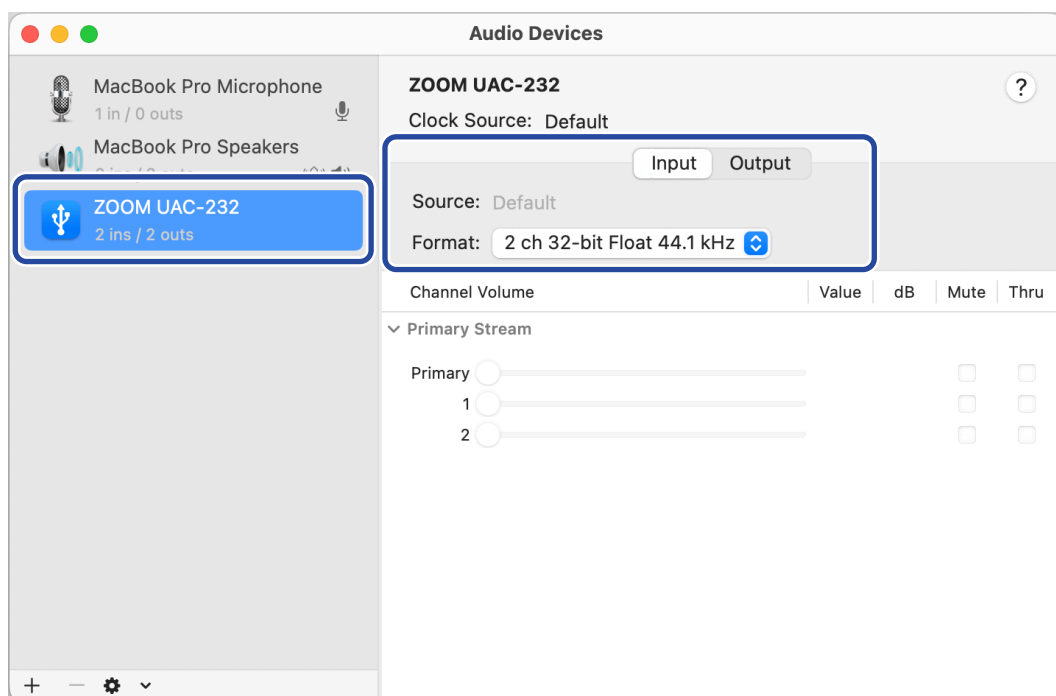 Audio Devices
MacBook Pro Microphone
1 in / 0 outs
MacBook Pro Speakers
ZOOM UAC-232
2 ins / 2 outs
ZOOM UAC-232
?
Clock Source: Default
Input Output
Source: Default
Format: 2 ch 32-bit Float 44.1 kHz
Channel Volume Value dB Mute Thru
Primary Stream
Primary
1
2